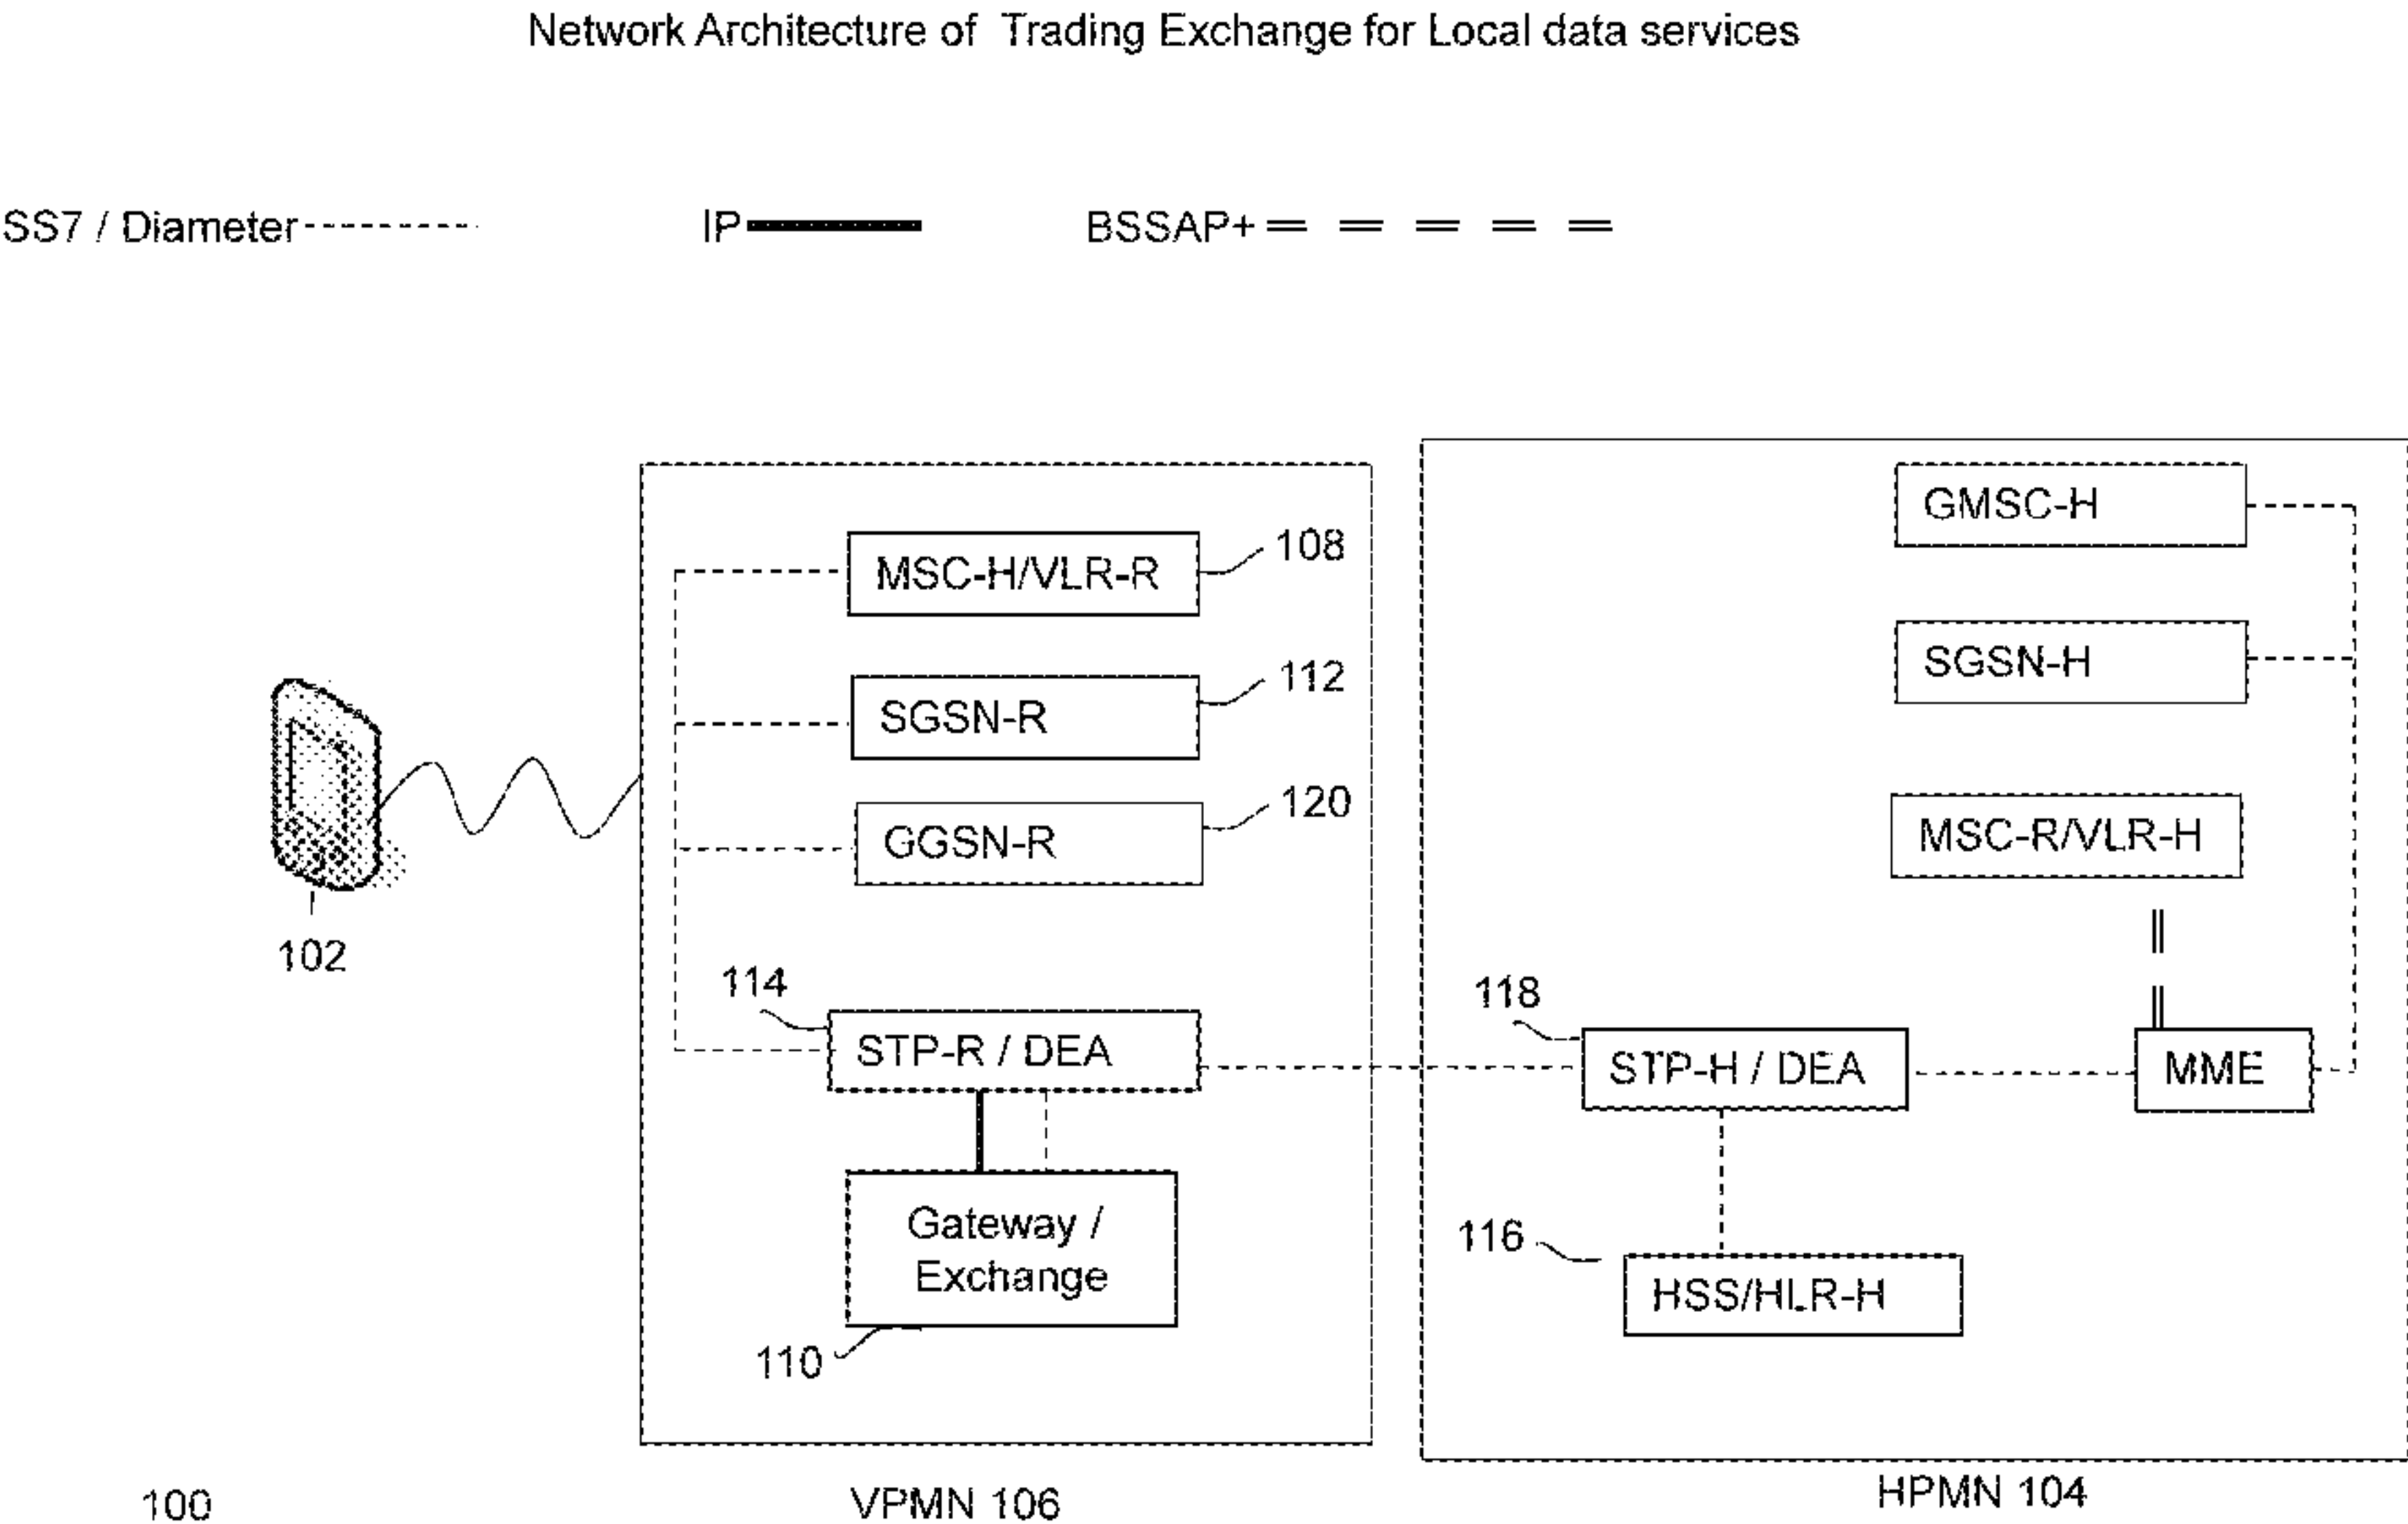 Network Architecture of Trading Exchange for Local data services
SS7 / Diameter
IP
BSSAP+
MSC-H/VLR-R
108
SGSN-R
112
GGSN-R
120
102
114
STP-R / DEA
Gateway /
Exchange
110
GMSC-H
SGSN-H
MSC-R/VLR-H
118
STP-H / DEA
MME
116
HSS/HLR-H
100
VPMN 106
HPMN 104